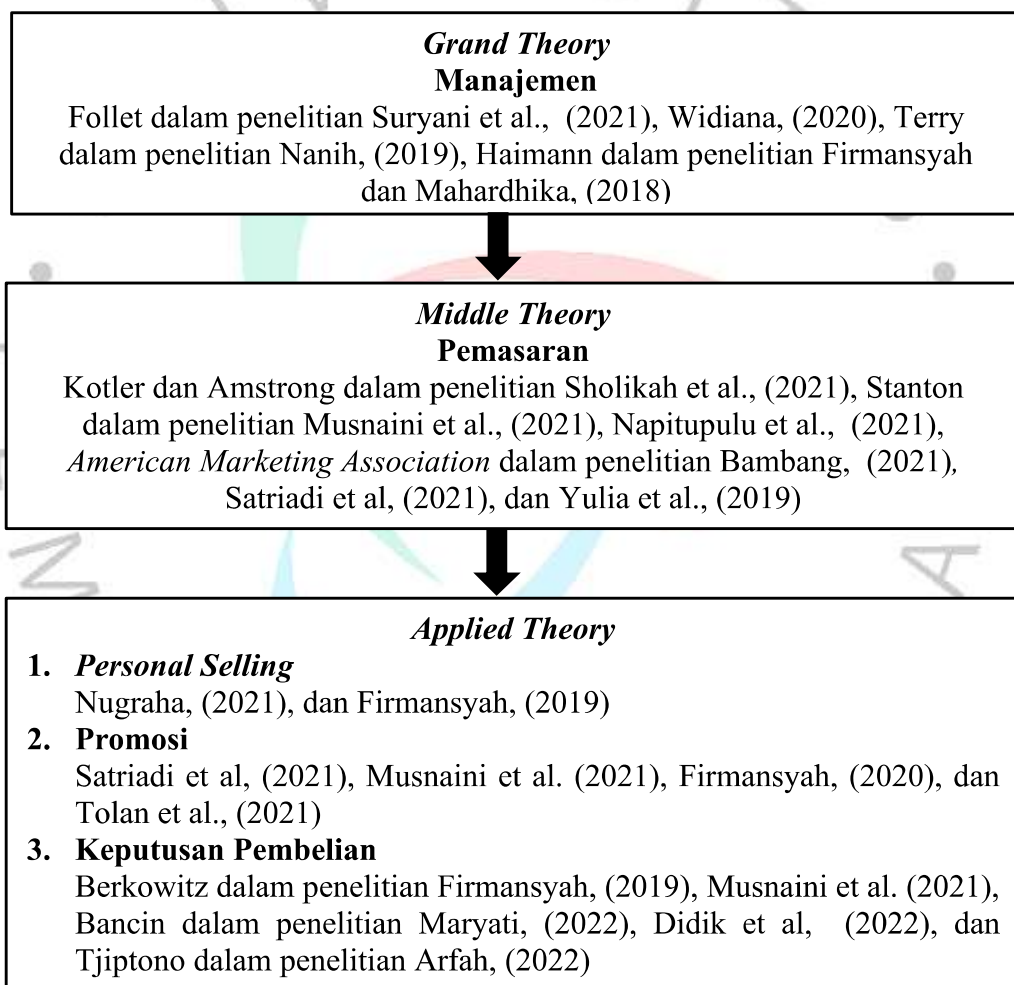 Grand Theory
Manajemen
Follet dalam penelitian Suryani et al., (2021), Widiana, (2020), Terry
dalam penelitian Nanih, (2019), Haimann dalam penelitian Firmansyah
dan Mahardhika, (2018)
Middle Theory
Pemasaran
Kotler dan Amstrong dalam penelitian Sholikah et al., (2021), Stanton
dalam penelitian Musnaini et al., (2021), Napitupulu et al., (2021),
American Marketing Association dalam penelitian Bambang, (2021),
Satriadi et al, (2021), dan Yulia et al., (2019)
Applied Theory
1. Personal Selling
Nugraha, (2021), dan Firmansyah, (2019)
2. Promosi
Satriadi et al, (2021), Musnaini et al. (2021), Firmansyah, (2020), dan
Tolan et al., (2021)
3. Keputusan Pembelian
Berkowitz dalam penelitian Firmansyah, (2019), Musnaini et al. (2021),
Bancin dalam penelitian Maryati, (2022), Didik et al, (2022), dan
Tjiptono dalam penelitian Arfah, (2022)